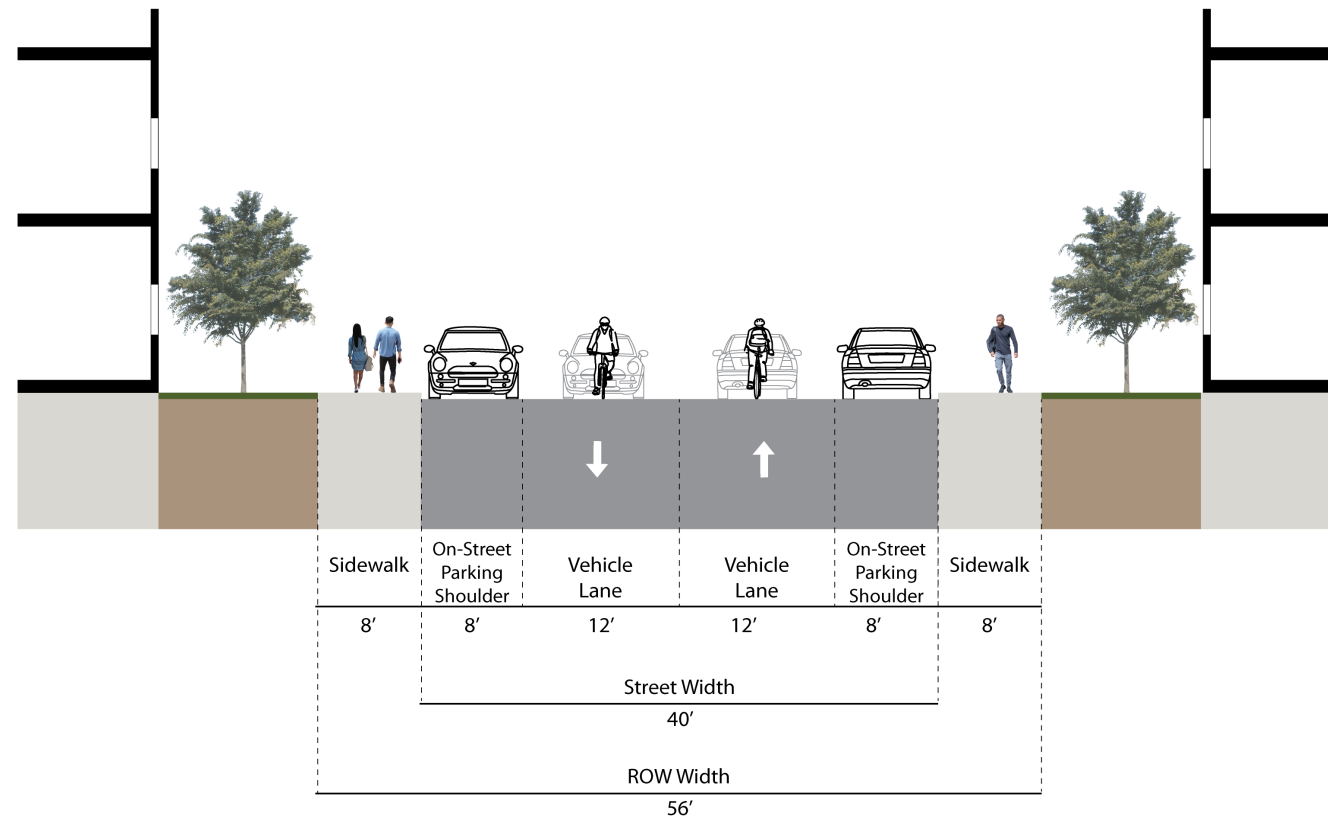 Sidewalk
On-Street
Parking
Shoulder
Vehicle
Lane
Vehicle
Lane
On-Street
Parking
Shoulder
Sidewalk
8’
8’
12’
12’
8’
8’
Street Width
40’
ROW Width
56’